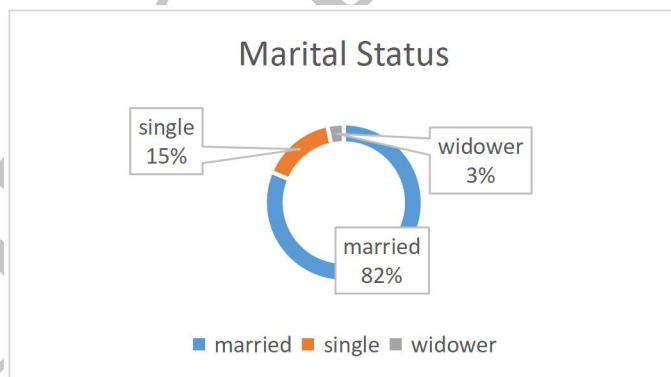 Marital Status
single
15%
widower
3%
married
82%
married single widower